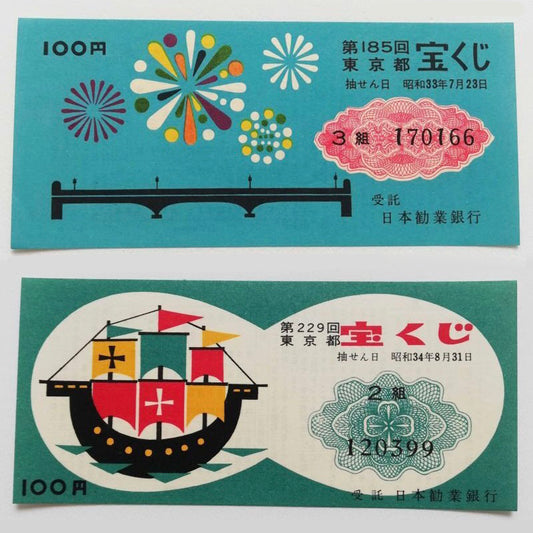 100円
第185回
東京都
宝くじ
抽せん日 昭和33年7月23日
3組 170166
受託
日本勧業銀行
第229回
東京都
宝くじ
抽せん日 昭和34年8月31日
2組
120399
100円
受託 日本勧業銀行